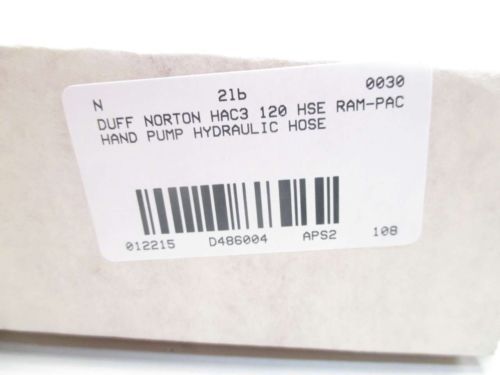 N 2lb 0030
DUFF NORTON HAC3 120 HSE RAM-PAC
HAND PUMP HYDRAULIC HOSE
012215 D486004 APS2 108